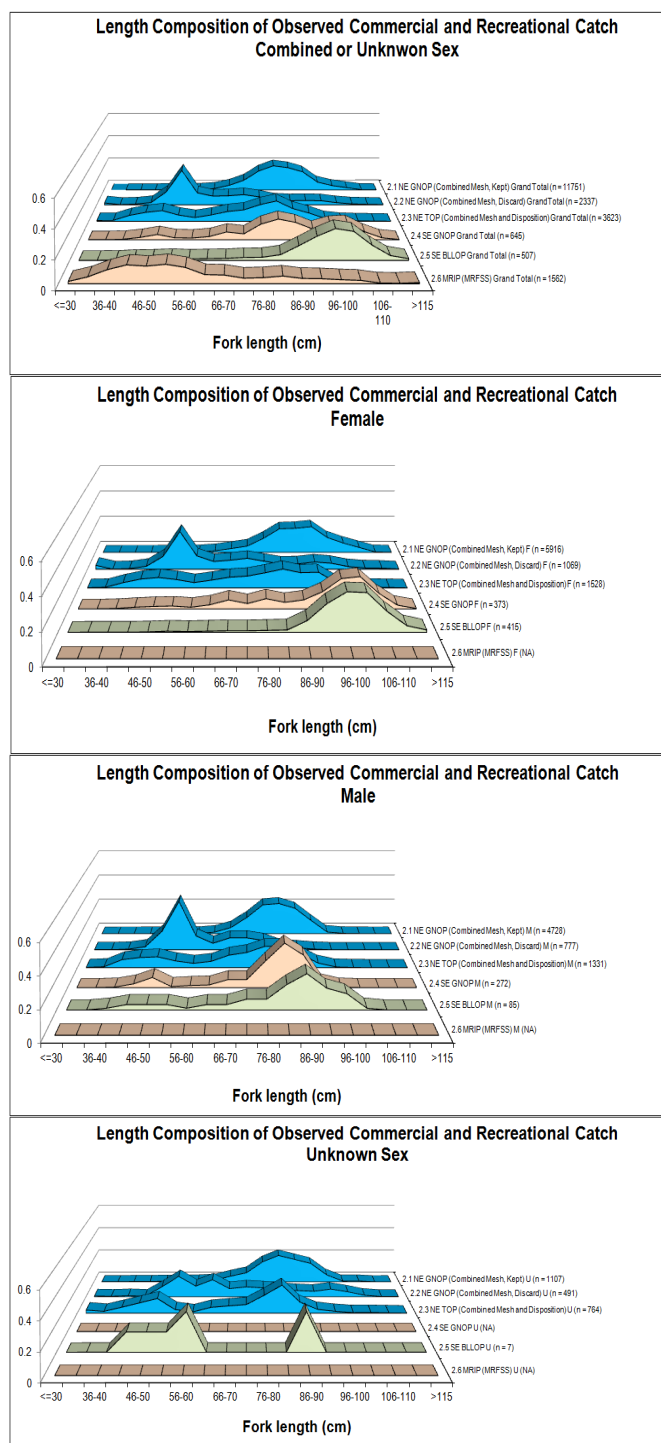 Length Composition of Observed Commercial and Recreational Catch
Combined or Unknwon Sex
2.1 NE GNOP (Combined Mesh, Kept) Grand Total (n = 11751)
2.2 NE GNOP (Combined Mesh, Discard) Grand Total (n = 2337)
2.3 NE TOP (Combined Mesh and Disposition) Grand Total (n = 3623)
2.4 SE GNOP Grand Total (n = 645)
2.5 SE BLLOP Grand Total (n = 507)
2.6 MRIP (MRFSS) Grand Total (n = 1562)
0.6
0.4
0.2
0
<=30 36-40 46-50 56-60 66-70 76-80 86-90 96-100 106-110 >115
Fork length (cm)
Length Composition of Observed Commercial and Recreational Catch
Female
2.1 NE GNOP (Combined Mesh, Kept) F (n = 5916)
2.2 NE GNOP (Combined Mesh, Discard) F (n = 1069)
2.3 NE TOP (Combined Mesh and Disposition) F (n = 1528)
2.4 SE GNOP F (n = 373)
2.5 SE BLLOP F (n = 415)
2.6 MRIP (MRFSS) F (NA)
0.6
0.4
0.2
0
<=30 36-40 46-50 56-60 66-70 76-80 86-90 96-100 106-110 >115
Fork length (cm)
Length Composition of Observed Commercial and Recreational Catch
Male
2.1 NE GNOP (Combined Mesh, Kept) M (n = 4728)
2.2 NE GNOP (Combined Mesh, Discard) M (n = 777)
2.3 NE TOP (Combined Mesh and Disposition) M (n = 1331)
2.4 SE GNOP M (n = 272)
2.5 SE BLLOP M (n = 85)
2.6 MRIP (MRFSS) M (NA)
0.6
0.4
0.2
0
<=30 36-40 46-50 56-60 66-70 76-80 86-90 96-100 106-110 >115
Fork length (cm)
Length Composition of Observed Commercial and Recreational Catch
Unknown Sex
2.1 NE GNOP (Combined Mesh, Kept) U (n = 1107)
2.2 NE GNOP (Combined Mesh, Discard) U (n = 491)
2.3 NE TOP (Combined Mesh and Disposition) U (n = 764)
2.4 SE GNOP U (NA)
2.5 SE BLLOP U (n = 7)
2.6 MRIP (MRFSS) U (NA)
0.6
0.4
0.2
0
<=30 36-40 46-50 56-60 66-70 76-80 86-90 96-100 106-110 >115
Fork length (cm)